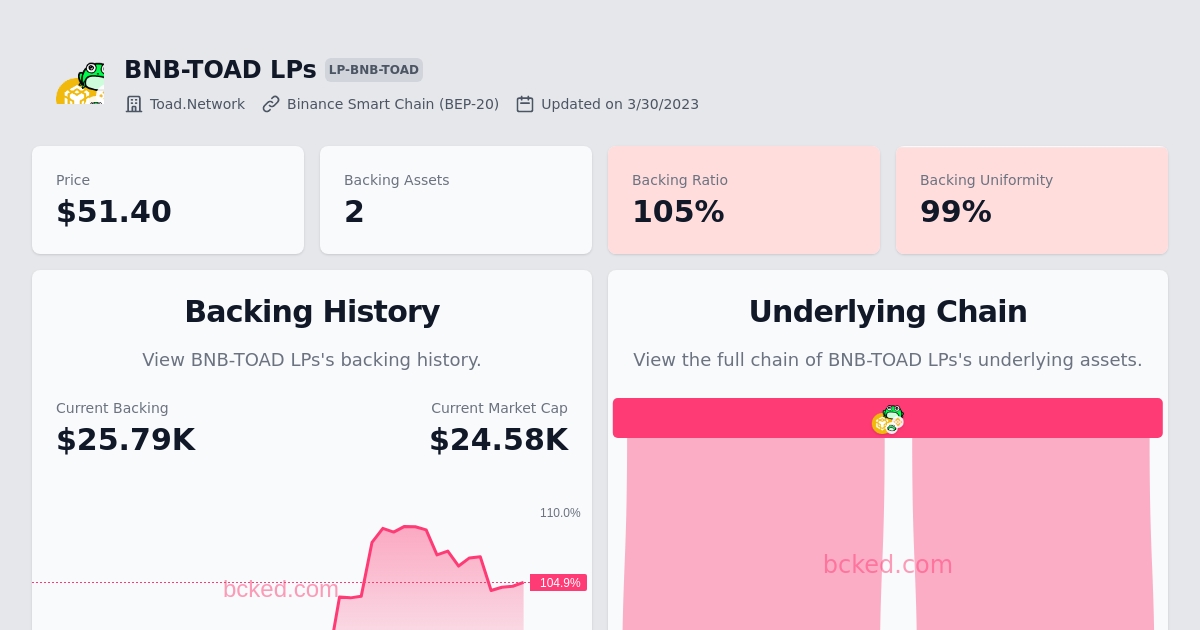 BNB-TOAD LPs LP-BNB-TOAD
Toad.Network Binance Smart Chain (BEP-20) Updated on 3/30/2023
Price
$51.40
Backing Assets
2
Backing Ratio
105%
Backing Uniformity
99%
Backing History
View BNB-TOAD LPs's backing history.
Current Backing
$25.79K
Current Market Cap
$24.58K
110.0%
104.9%
bcked.com
Underlying Chain
View the full chain of BNB-TOAD LPs's underlying assets.
bcked.com